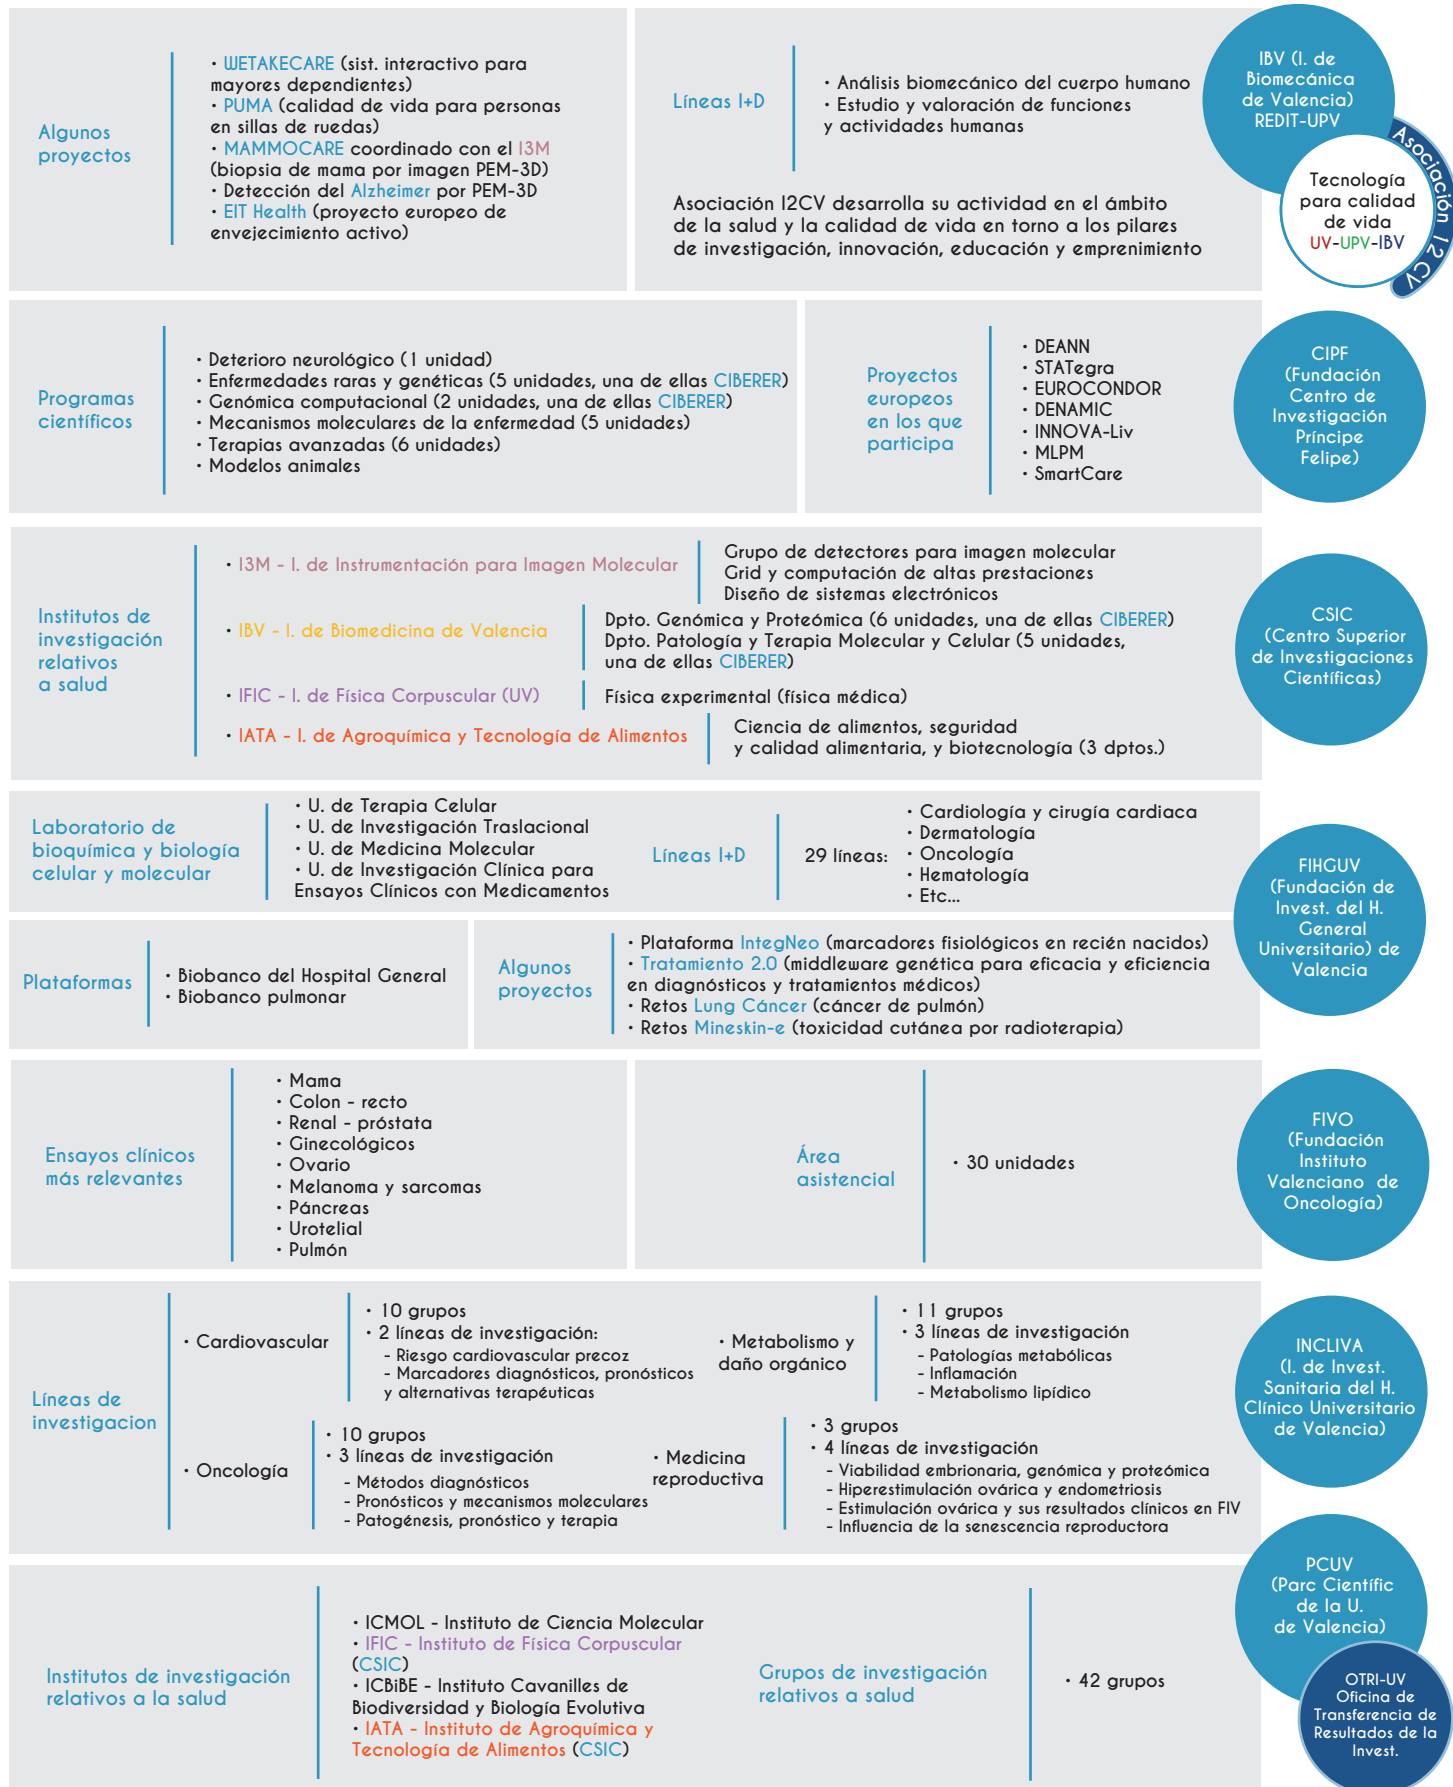 Algunos
proyectos
· WETAKECARE (sist. interactivo para
mayores dependientes)
· PUMA (calidad de vida para personas
en sillas de ruedas)
· MAMMOCARE coordinado con el I3M
(biopsia de mama por imagen PEM-3D)
· Detección del Alzheimer por PEM-3D
· EIT Health (proyecto europeo de
envejecimiento activo)
Líneas I+D
· Análisis biomecánico del cuerpo humano
· Estudio y valoración de funciones
y actividades humanas
Asociación I2CV desarrolla su actividad en el ámbito
de la salud y la calidad de vida en torno a los pilares
de investigación, innovación, educación y emprenimiento
IBV (I. de
Biomecánica
de Valencia)
REDIT-UPV
Tecnología
para calidad
de vida
UV-UPV-IBV
Asociación I2CV
Programas
científicos
· Deterioro neurológico (1 unidad)
· Enfermedades raras y genéticas (5 unidades, una de ellas CIBERER)
· Genómica computacional (2 unidades, una de ellas CIBERER)
· Mecanismos moleculares de la enfermedad (5 unidades)
· Terapias avanzadas (6 unidades)
· Modelos animales
Proyectos
europeos
en los que
participa
· DEANN
· STATegra
· EUROCONDOR
· DENAMIC
· INNOVA-Liv
· MLPM
· SmartCare
CIPF
(Fundación
Centro de
Investigación
Príncipe
Felipe)
Institutos de
investigación
relativos
a salud
· I3M - I. de Instrumentación para Imagen Molecular
Grupo de detectores para imagen molecular
Grid y computación de altas prestaciones
Diseño de sistemas electrónicos
· IBV - I. de Biomedicina de Valencia
Dpto. Genómica y Proteómica (6 unidades, una de ellas CIBERER)
Dpto. Patología y Terapia Molecular y Celular (5 unidades,
una de ellas CIBERER)
· IFIC - I. de Física Corpuscular (UV)
Física experimental (física médica)
· IATA - I. de Agroquímica y Tecnología de Alimentos
Ciencia de alimentos, seguridad
y calidad alimentaria, y biotecnología (3 dptos.)
CSIC
(Centro Superior
de Investigaciones
Científicas)
Laboratorio de
bioquímica y biología
celular y molecular
· U. de Terapia Celular
· U. de Investigación Traslacional
· U. de Medicina Molecular
· U. de Investigación Clínica para
Ensayos Clínicos con Medicamentos
Líneas I+D
29 líneas:
· Cardiología y cirugía cardiaca
· Dermatología
· Oncología
· Hematología
· Etc...
FIHGUV
(Fundación de
Invest. del H.
General
Universitario) de
Valencia
Plataformas
· Biobanco del Hospital General
· Biobanco pulmonar
Algunos
proyectos
· Plataforma IntegNeo (marcadores fisiológicos en recién nacidos)
· Tratamiento 2.0 (middleware genética para eficacia y eficiencia
en diagnósticos y tratamientos médicos)
· Retos Lung Cáncer (cáncer de pulmón)
· Retos Mineskin-e (toxicidad cutánea por radioterapia)
Ensayos clínicos
más relevantes
· Mama
· Colon - recto
· Renal - próstata
· Ginecológicos
· Ovario
· Melanoma y sarcomas
· Páncreas
· Urotelial
· Pulmón
Área
asistencial
· 30 unidades
FIVO
(Fundación
Instituto
Valenciano de
Oncología)
Líneas de
investigacion
· Cardiovascular
· 10 grupos
· 2 líneas de investigación:
- Riesgo cardiovascular precoz
- Marcadores diagnósticos, pronósticos
y alternativas terapéuticas
· Metabolismo y
daño orgánico
· 11 grupos
· 3 líneas de investigación
- Patologías metabólicas
- Inflamación
- Metabolismo lipídico
· Oncología
· 10 grupos
· 3 líneas de investigación
- Métodos diagnósticos
- Pronósticos y mecanismos moleculares
- Patogénesis, pronóstico y terapia
· Medicina
reproductiva
· 3 grupos
· 4 líneas de investigación
- Viabilidad embrionaria, genómica y proteómica
- Hiperestimulación ovárica y endometriosis
- Estimulación ovárica y sus resultados clínicos en FIV
- Influencia de la senescencia reproductora
INCLIVA
(I. de Invest.
Sanitaria del H.
Clínico Universitario
de Valencia)
Institutos de investigación
relativos a la salud
· ICMOL - Instituto de Ciencia Molecular
· IFIC - Instituto de Física Corpuscular
(CSIC)
· ICBiBE - Instituto Cavanilles de
Biodiversidad y Biología Evolutiva
· IATA - Instituto de Agroquímica y
Tecnología de Alimentos (CSIC)
Grupos de investigación
relativos a salud
· 42 grupos
PCUV
(Parc Científic
de la U.
de Valencia)
OTRI-UV
Oficina de
Transferencia de
Resultados de la
Invest.